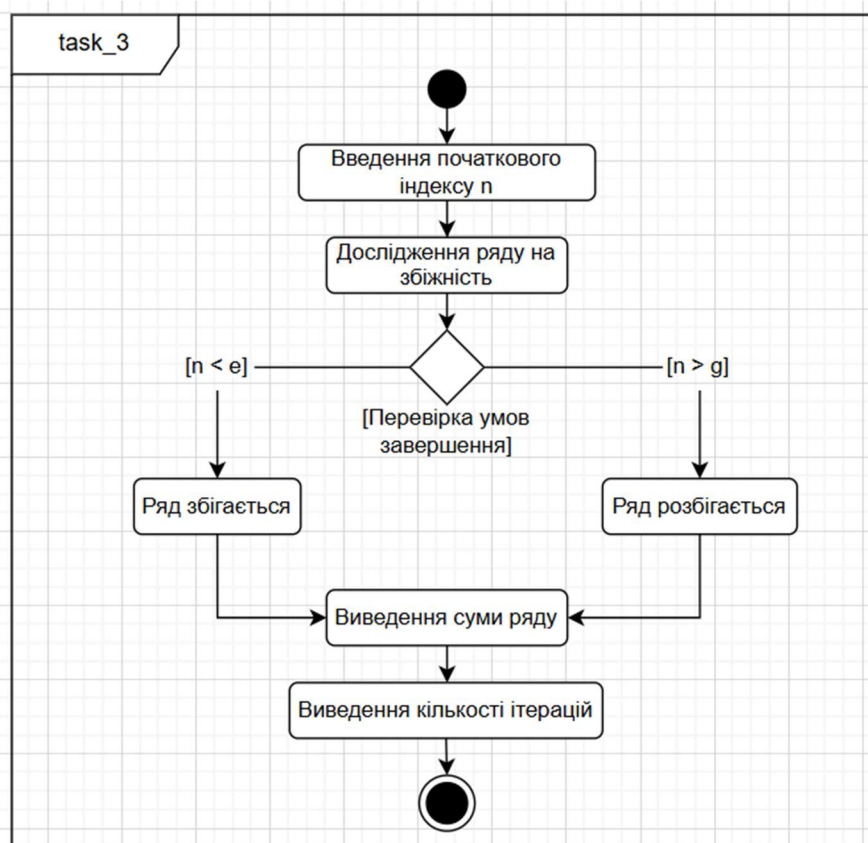 task_3
Введення початкового
індексу n
Дослідження ряду на
збіжність
[n < e]
[n > g]
[Перевірка умов
завершення]
Ряд збігається
Ряд розбігається
Виведення суми ряду
Виведення кількості ітерацій